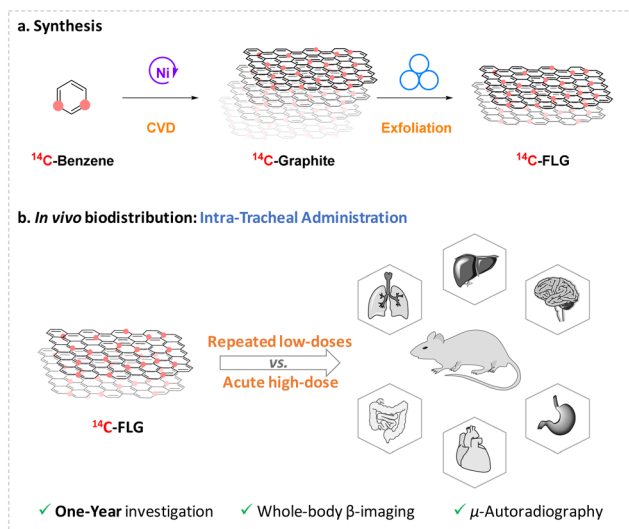 a. Synthesis
Ni
CVD
Exfoliation
¹⁴C-Benzene
¹⁴C-Graphite
¹⁴C-FLG
b. In vivo biodistribution: Intra-Tracheal Administration
Repeated low-doses
vs.
Acute high-dose
¹⁴C-FLG
✓ One-Year investigation ✓ Whole-body β-imaging ✓ μ-Autoradiography